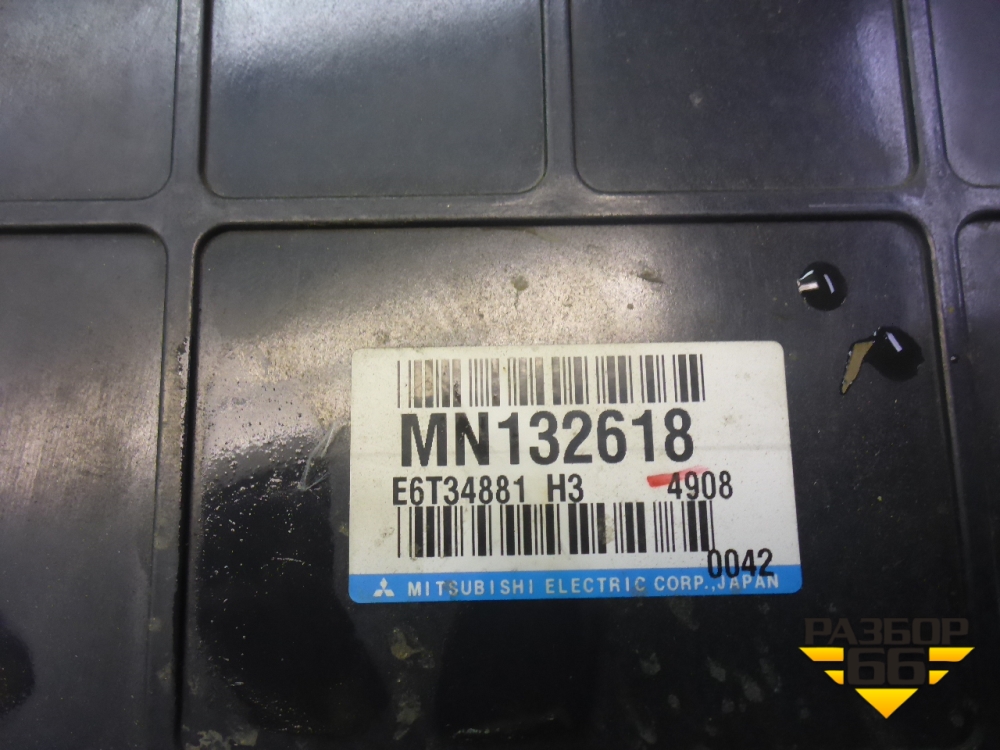 MN132618
E6T34881 H3 4908
0042
MITSUBISHI ELECTRIC CORP., JAPAN
РАЗБОР
66